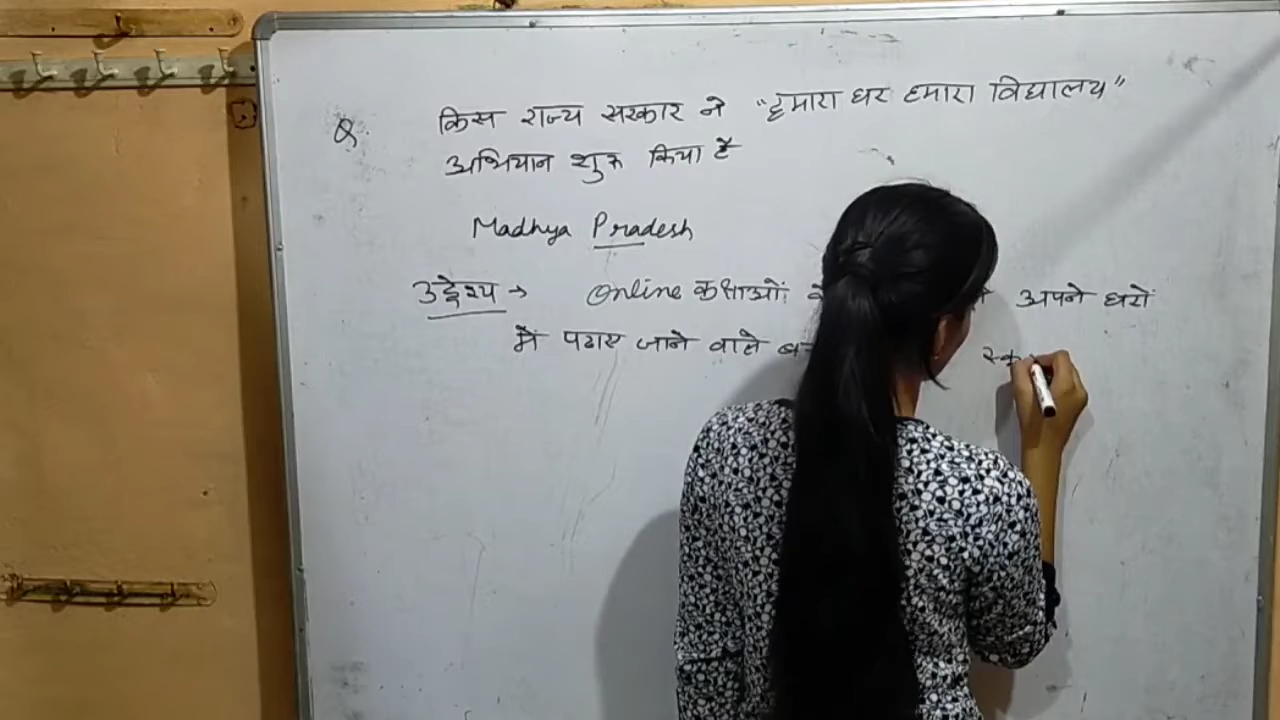 Q. किस राज्य सरकार ने "हमारा घर हमारा विद्यालय"
अभियान शुरू किया है
Madhya Pradesh
उद्देश्य → Online कक्षाओं अपने घरों
में पढाए जाने वाले